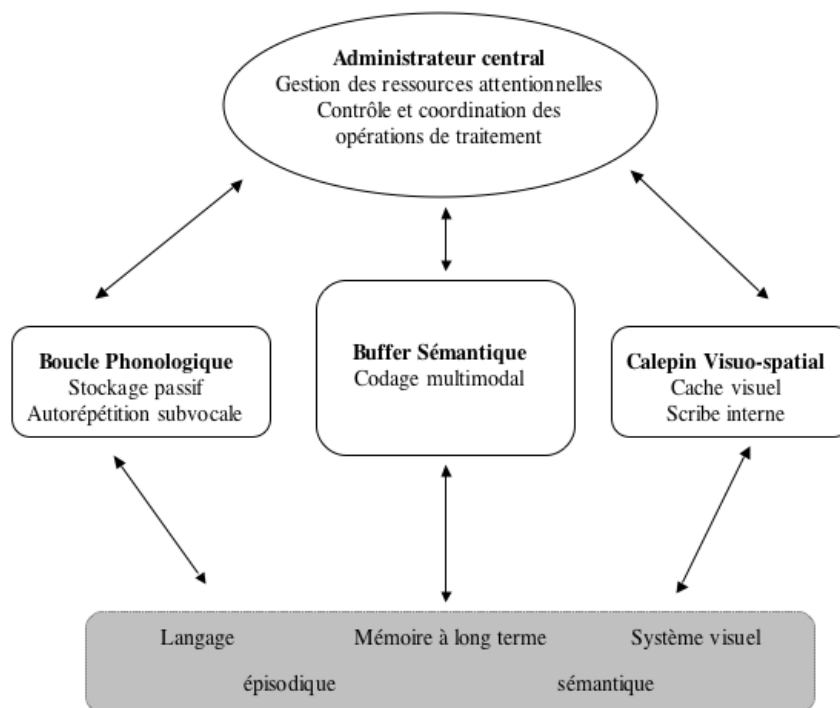 Administrateur central
Gestion des ressources attentionnelles
Contrôle et coordination des
opérations de traitement
Boucle Phonologique
Stockage passif
Autorépétition subvocale
Buffer Sémantique
Codage multimodal
Calepin Visuo-spatial
Cache visuel
Scribe interne
Langage Mémoire à long terme Système visuel
épisodique sémantique